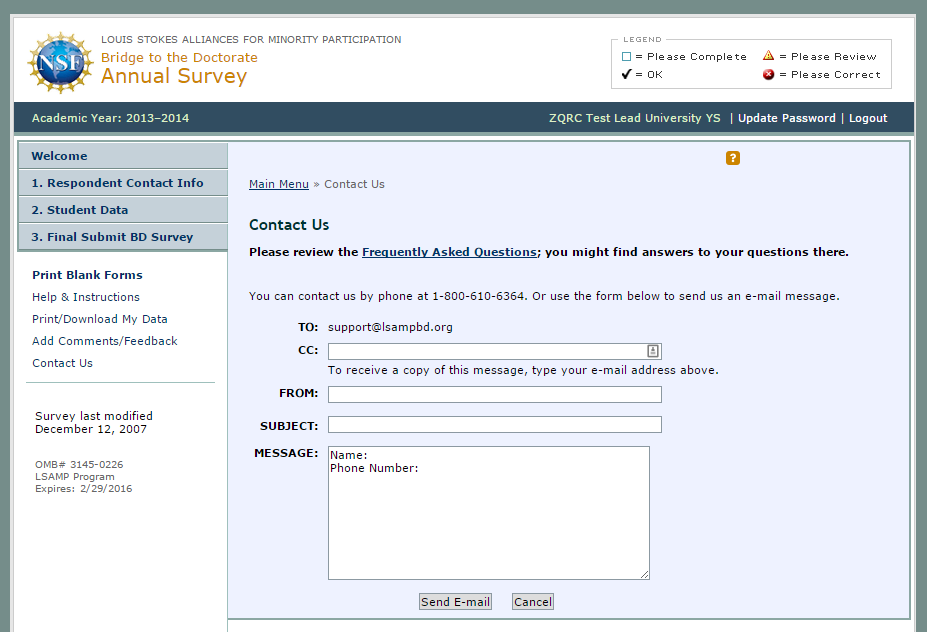 NSF
LOUIS STOKES ALLIANCES FOR MINORITY PARTICIPATION
Bridge to the Doctorate
Annual Survey
LEGEND
= Please Complete
= Please Review
= OK
= Please Correct
Academic Year: 2013–2014
ZQRC Test Lead University YS | Update Password | Logout
Welcome
1. Respondent Contact Info
2. Student Data
3. Final Submit BD Survey
Print Blank Forms
Help & Instructions
Print/Download My Data
Add Comments/Feedback
Contact Us
Survey last modified
December 12, 2007
OMB# 3145-0226
LSAMP Program
Expires: 2/29/2016
?
Main Menu » Contact Us
Contact Us
Please review the Frequently Asked Questions; you might find answers to your questions there.
You can contact us by phone at 1-800-610-6364. Or use the form below to send us an e-mail message.
TO: support@lsampbd.org
CC:
To receive a copy of this message, type your e-mail address above.
FROM:
SUBJECT:
MESSAGE: Name:
Phone Number:
Send E-mail Cancel